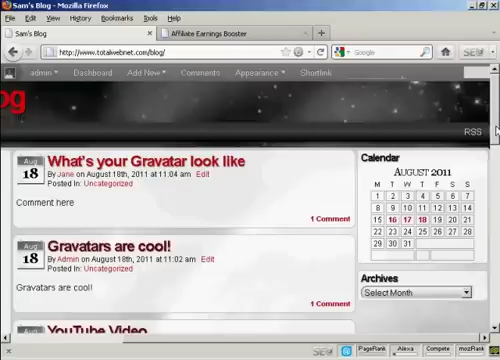 Sam's Blog - Mozilla Firefox
File Edit View History Bookmarks Tools Help
Sam's Blog Affiliate Earnings Booster
http://www.totalwebnet.com/blog/ Google
admin Dashboard Add New Comments Appearance Shortlink
og
RSS
Aug
18
What's your Gravatar look like
By Jane on August 18th, 2011 at 11:04 am Edit
Posted In: Uncategorized
Comment here
1 Comment
Aug
18
Gravatars are cool!
By Admin on August 18th, 2011 at 11:02 am Edit
Posted In: Uncategorized
Gravatars are cool!
1 Comment
YouTube Video
Calendar
AUGUST 2011
M T W T F S S
1 2 3 4 5 6 7
8 9 10 11 12 13 14
15 16 17 18 19 20 21
22 23 24 25 26 27 28
29 30 31
Archives
Select Month
PageRank Alexa Compete mozRank